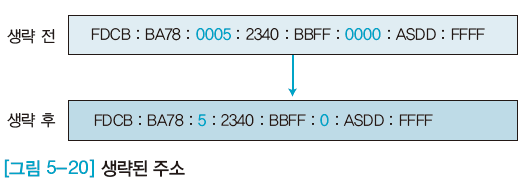 생략 전 FDCB : BA78 : 0005 : 2340 : BBFF : 0000 : ASDD : FFFF
생략 후 FDCB : BA78 : 5 : 2340 : BBFF : 0 : ASDD : FFFF
[그림 5-20] 생략된 주소